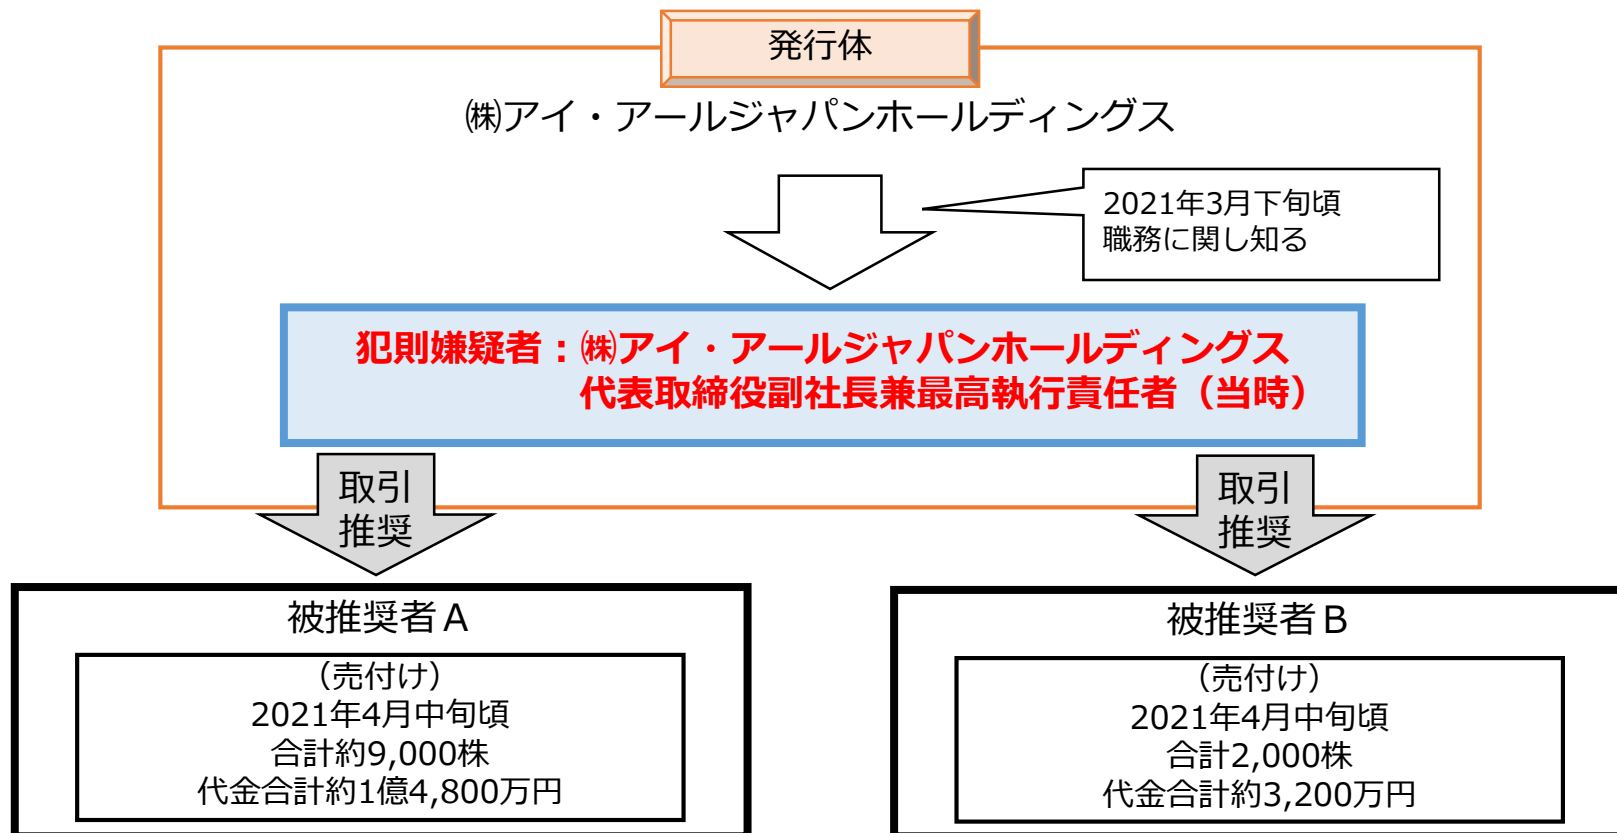 発行体
㈱アイ・アールジャパンホールディングス
2021年3月下旬頃
職務に関し知る
犯則嫌疑者：㈱アイ・アールジャパンホールディングス
代表取締役副社長兼最高執行責任者（当時）
取引
推奨
取引
推奨
被推奨者Ａ
（売付け）
2021年4月中旬頃
合計約9,000株
代金合計約1億4,800万円
被推奨者Ｂ
（売付け）
2021年4月中旬頃
合計2,000株
代金合計約3,200万円